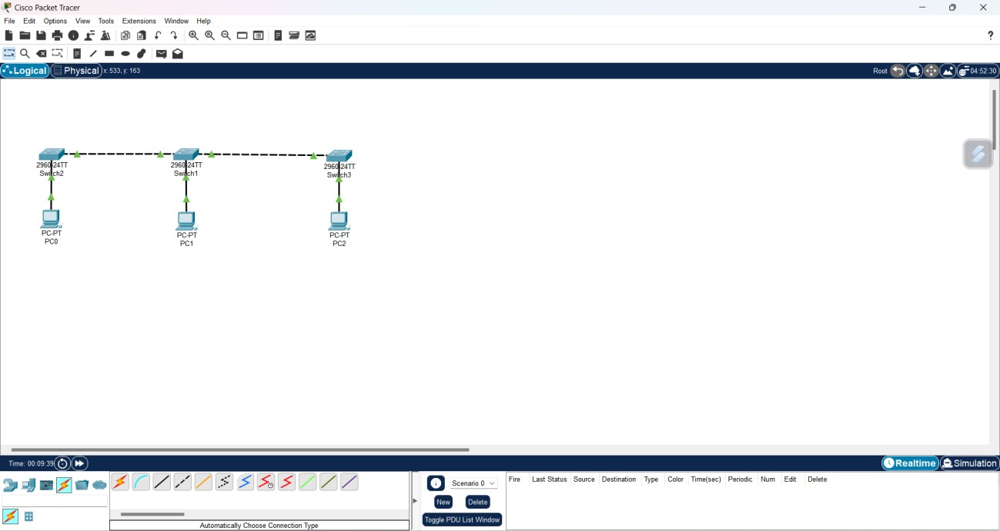 Cisco Packet Tracer
File Edit Options View Tools Extensions Window Help
?
Logical Physical x: 533, y: 163 Root 04:52:30
2960-24TT 2960-24TT 2960-24TT
Switch2 Switch1 Switch3
PC-PT PC-PT PC-PT
PC0 PC1 PC2
Time: 00:09:39 Realtime Simulation
Scenario 0
New Delete
Toggle PDU List Window
Fire Last Status Source Destination Type Color Time(sec) Periodic Num Edit Delete
Automatically Choose Connection Type